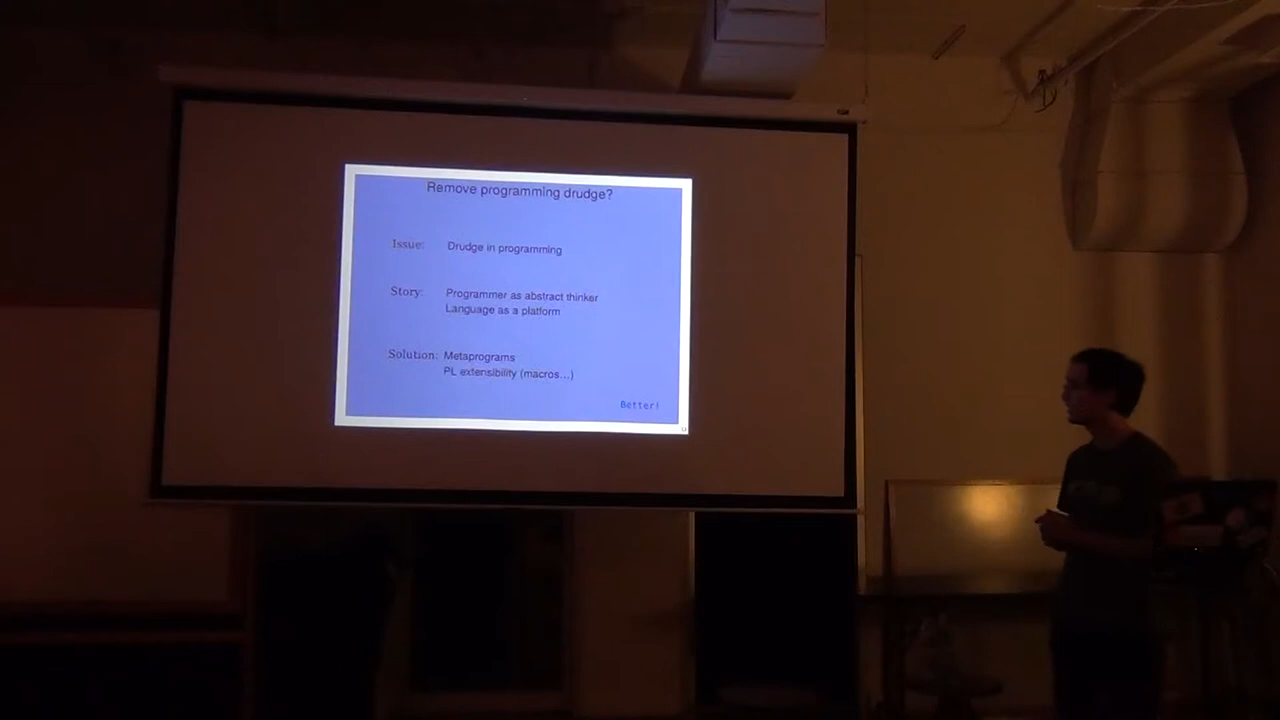 Remove programming drudge?
Issue: Drudge in programming
Story: Programmer as abstract thinker
Language as a platform
Solution: Metaprograms
PL extensibility (macros...)
Better!